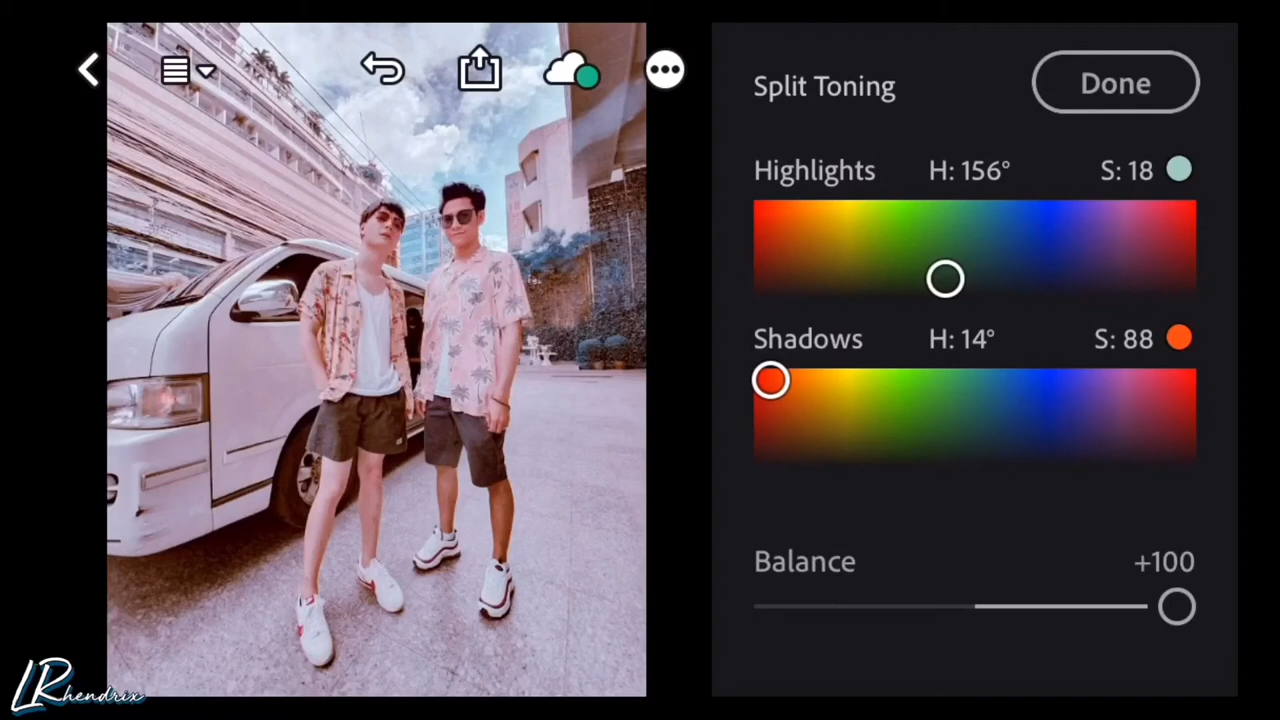 Split Toning
Done
Highlights H: 156° S: 18
Shadows H: 14° S: 88
Balance +100
LRhendrix